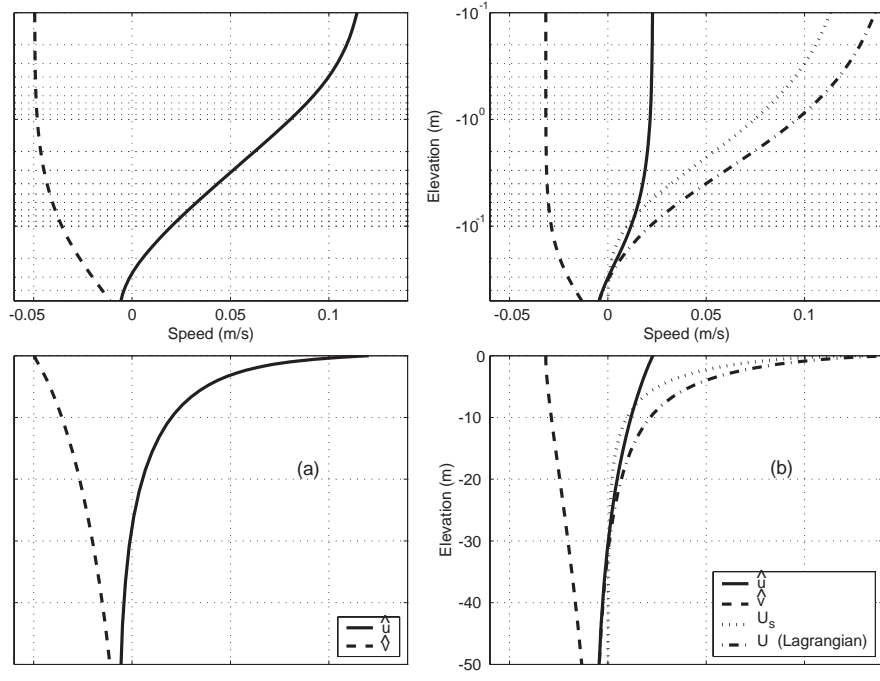 -10^-1
-10^0
-10^1
Elevation (m)
-0.05 0 0.05 0.1
Speed (m/s)
-0.05 0 0.05 0.1
Speed (m/s)
0
-10
-20
-30
-40
-50
Elevation (m)
(a)
(b)
û
v̂
û
v̂
U_s
U (Lagrangian)